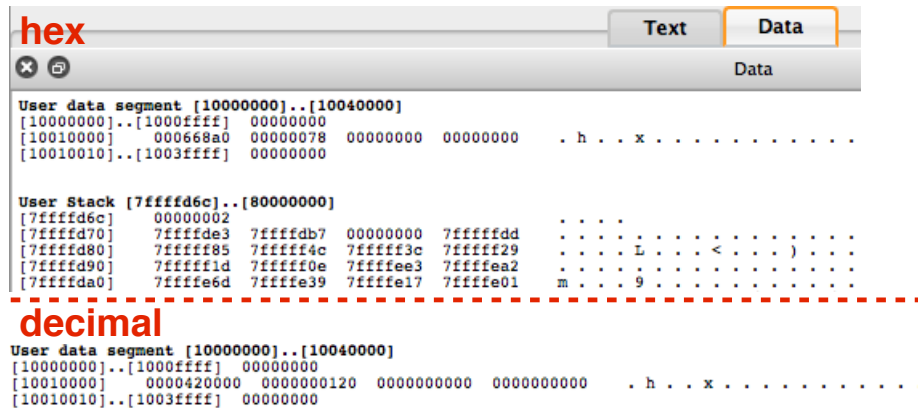 hex
Text Data
Data
User data segment [10000000]..[10040000]
[10000000]..[1000ffff] 00000000
[10010000] 000668a0 00000078 00000000 00000000 . h . . x . . . . . . . . . . .
[10010010]..[1003ffff] 00000000
User Stack [7ffffd6c]..[80000000]
[7ffffd6c] 00000002 . . . .
[7ffffd70] 7ffffde3 7ffffdb7 00000000 7fffffdd . . . . . . . . . . . . . . . .
[7ffffd80] 7fffff85 7fffff4c 7fffff3c 7fffff29 . . . . L . . . < . . . ) . . .
[7ffffd90] 7fffff1d 7fffff0e 7ffffee3 7ffffea2 . . . . . . . . . . . . . . . .
[7ffffda0] 7ffffe6d 7ffffe39 7ffffe17 7ffffe01 m . . . 9 . . . . . . . . . . .
decimal
User data segment [10000000]..[10040000]
[10000000]..[1000ffff] 00000000
[10010000] 0000420000 0000000120 0000000000 0000000000 . h . . x . . . . . . . . . . .
[10010010]..[1003ffff] 00000000